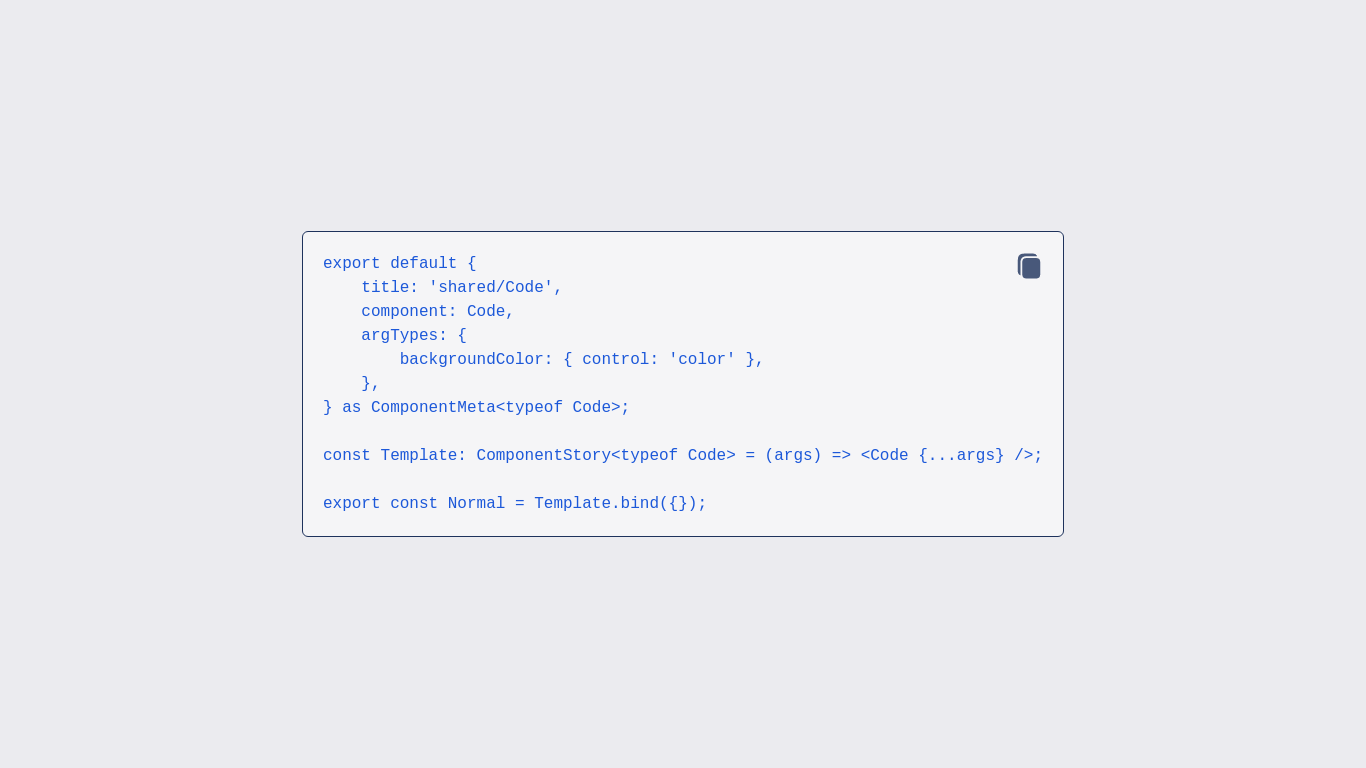 export default {
    title: 'shared/Code',
    component: Code,
    argTypes: {
        backgroundColor: { control: 'color' },
    },
} as ComponentMeta<typeof Code>;

const Template: ComponentStory<typeof Code> = (args) => <Code {...args} />;

export const Normal = Template.bind({});